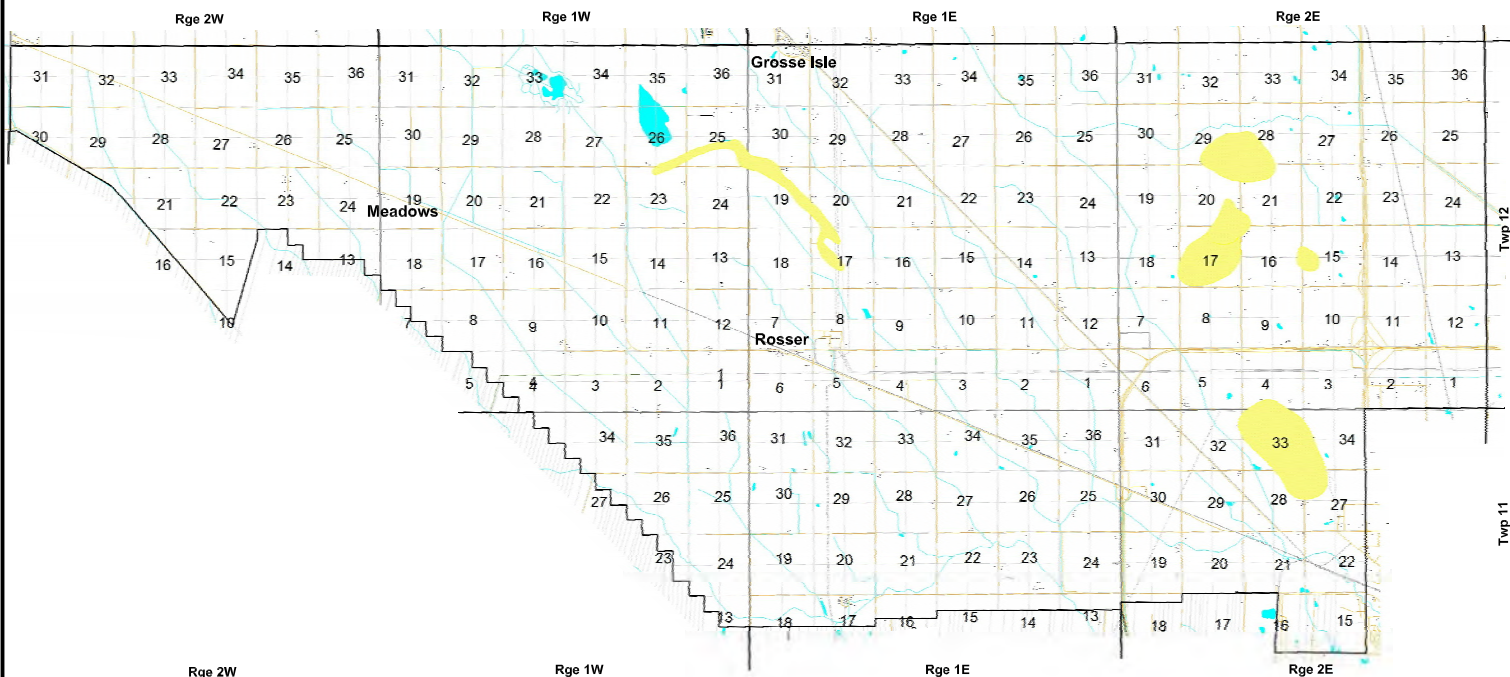 Rge 2W Rge 1W Rge 1E Rge 2E
Grosse Isle
31 32 33 34 35 36 31 32 33 34 35 36 31 32 33 34 35 36 31 32 33 34 35 36
30 29 28 27 26 25 30 29 28 27 26 25 30 29 28 27 26 25 30 29 28 27 26 25
21 22 23 24 19 20 21 22 23 24 19 20 21 22 23 24 19 20 21 22 23 24
Meadows
Twp 12
16 15 14 13 18 17 16 15 14 13 18 17 16 15 14 13 18 17 16 15 14 13
10 7 8 9 10 11 12 7 8 9 10 11 12 7 8 9 10 11 12
Rosser
5 4 3 2 1 1 6 5 4 3 2 1 6 5 4 3 2 1
34 35 36 31 32 33 34 35 36 31 32 33 34
27 26 25 30 29 28 27 26 25 30 29 28 27
Twp 11
23 24 19 20 21 22 23 24 19 20 21 22
13 18 17 16 15 14 13 18 17 16 15
Rge 2W Rge 1W Rge 1E Rge 2E